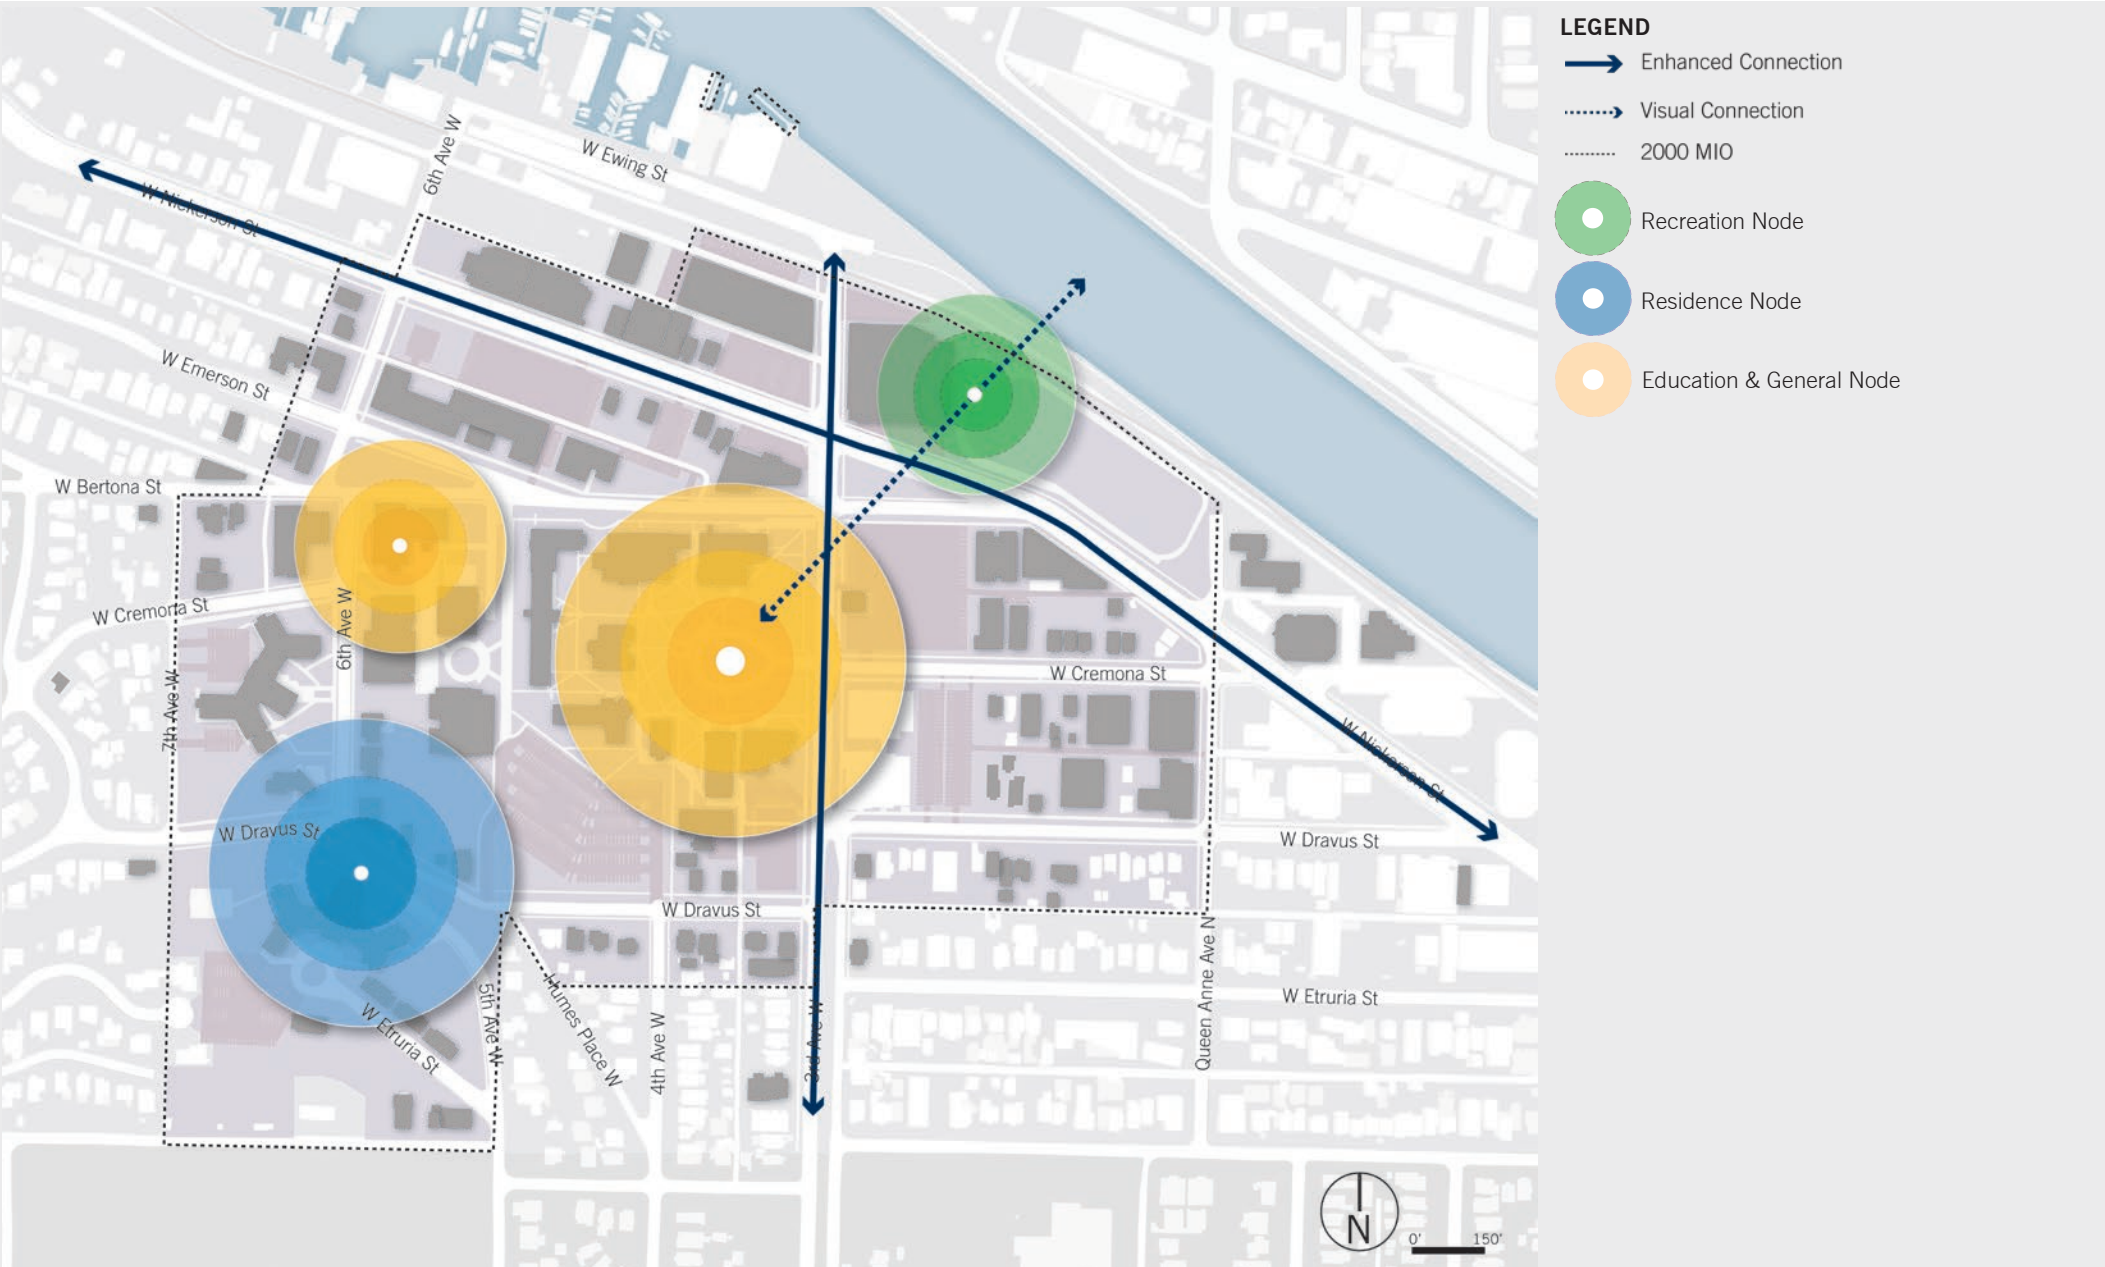 LEGEND
Enhanced Connection
Visual Connection
2000 MIO
Recreation Node
Residence Node
Education & General Node
6th Ave W
W Ewing St
W Nickerson St
W Emerson St
W Bertona St
W Cremona St
6th Ave W
7th Ave W
W Cremona St
W Nickerson St
W Dravus St
W Dravus St
W Dravus St
W Etruria St
5th Ave W
Humes Place W
4th Ave W
3rd Ave W
Queen Anne Ave N
W Etruria St
N
0' 150'